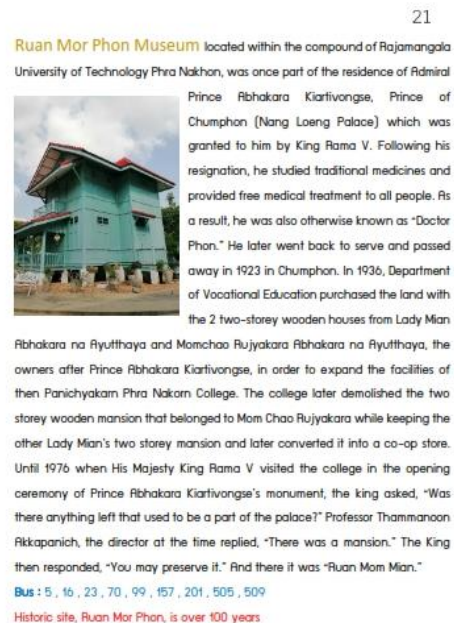 21
Ruan Mor Phon Museum located within the compound of Rajamangala
University of Technology Phra Nakhon, was once part of the residence of Admiral
Prince Abhakara Kiartivongse, Prince of
Chumphon (Nang Loeng Palace) which was
granted to him by King Rama V. Following his
resignation, he studied traditional medicines and
provided free medical treatment to all people. As
a result, he was also otherwise known as "Doctor
Phon." He later went back to serve and passed
away in 1923 in Chumphon. In 1936, Department
of Vocational Education purchased the land with
the 2 two-storey wooden houses from Lady Mian
Abhakara na Ayutthaya and Momchao Rujyakara Abhakara na Ayutthaya, the
owners after Prince Abhakara Kiartivongse, in order to expand the facilities of
then Panichyakarn Phra Nakorn College. The college later demolished the two
storey wooden mansion that belonged to Mom Chao Rujyakara while keeping the
other Lady Mian's two storey mansion and later converted it into a co-op store.
Until 1976 when His Majesty King Rama V visited the college in the opening
ceremony of Prince Abhakara Kiartivongse's monument, the king asked, "Was
there anything left that used to be a part of the palace?" Professor Thammanoon
Akkapanich, the director at the time replied, "There was a mansion." The King
then responded, "You may preserve it." And there it was "Ruan Mom Mian."
Bus : 5 , 16 , 23 , 70 , 99 , 157 , 201 , 505 , 509
Historic site, Ruan Mor Phon, is over 100 years